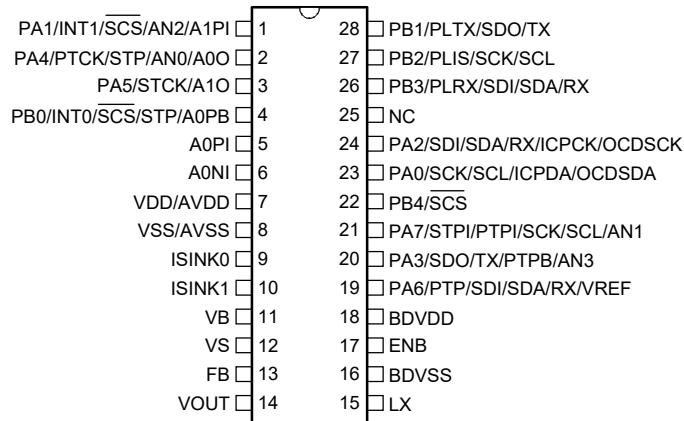 PA1/INT1/S̅C̅S̅/AN2/A1PI 1 28 PB1/PLTX/SDO/TX
PA4/PTCK/STP/AN0/A0O 2 27 PB2/PLIS/SCK/SCL
PA5/STCK/A1O 3 26 PB3/PLRX/SDI/SDA/RX
PB0/INT0/S̅C̅S̅/STP/A0PB 4 25 NC
A0PI 5 24 PA2/SDI/SDA/RX/ICPCK/OCDSCK
A0NI 6 23 PA0/SCK/SCL/ICPDA/OCDSDA
VDD/AVDD 7 22 PB4/S̅C̅S̅
VSS/AVSS 8 21 PA7/STPI/PTPI/SCK/SCL/AN1
ISINK0 9 20 PA3/SDO/TX/PTPB/AN3
ISINK1 10 19 PA6/PTP/SDI/SDA/RX/VREF
VB 11 18 BDVDD
VS 12 17 ENB
FB 13 16 BDVSS
VOUT 14 15 LX